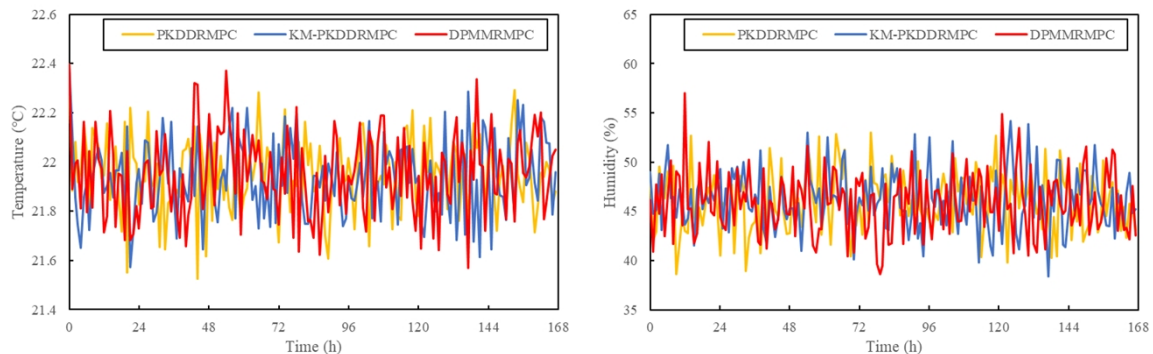 22.6
22.4
22.2
22
21.8
21.6
21.4
Temperature (℃)
PKDDRMPC KM-PKDDRMPC DPMMRMPC
0 24 48 72 96 120 144 168
Time (h)
65
60
55
50
45
40
35
Humidity (%)
PKDDRMPC KM-PKDDRMPC DPMMRMPC
0 24 48 72 96 120 144 168
Time (h)